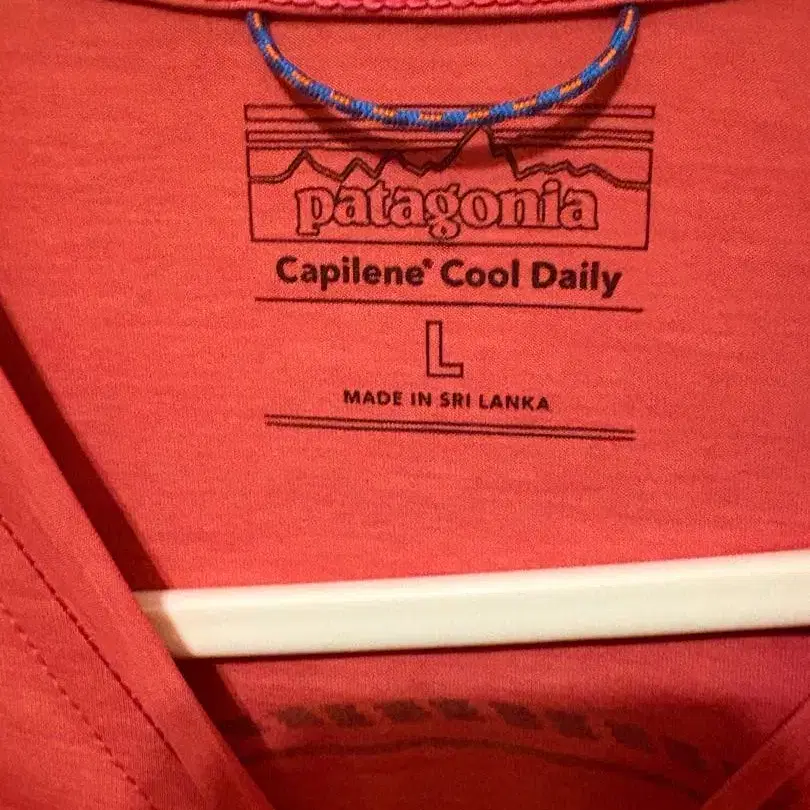 patagonia
Capilene® Cool Daily
L
MADE IN SRI LANKA